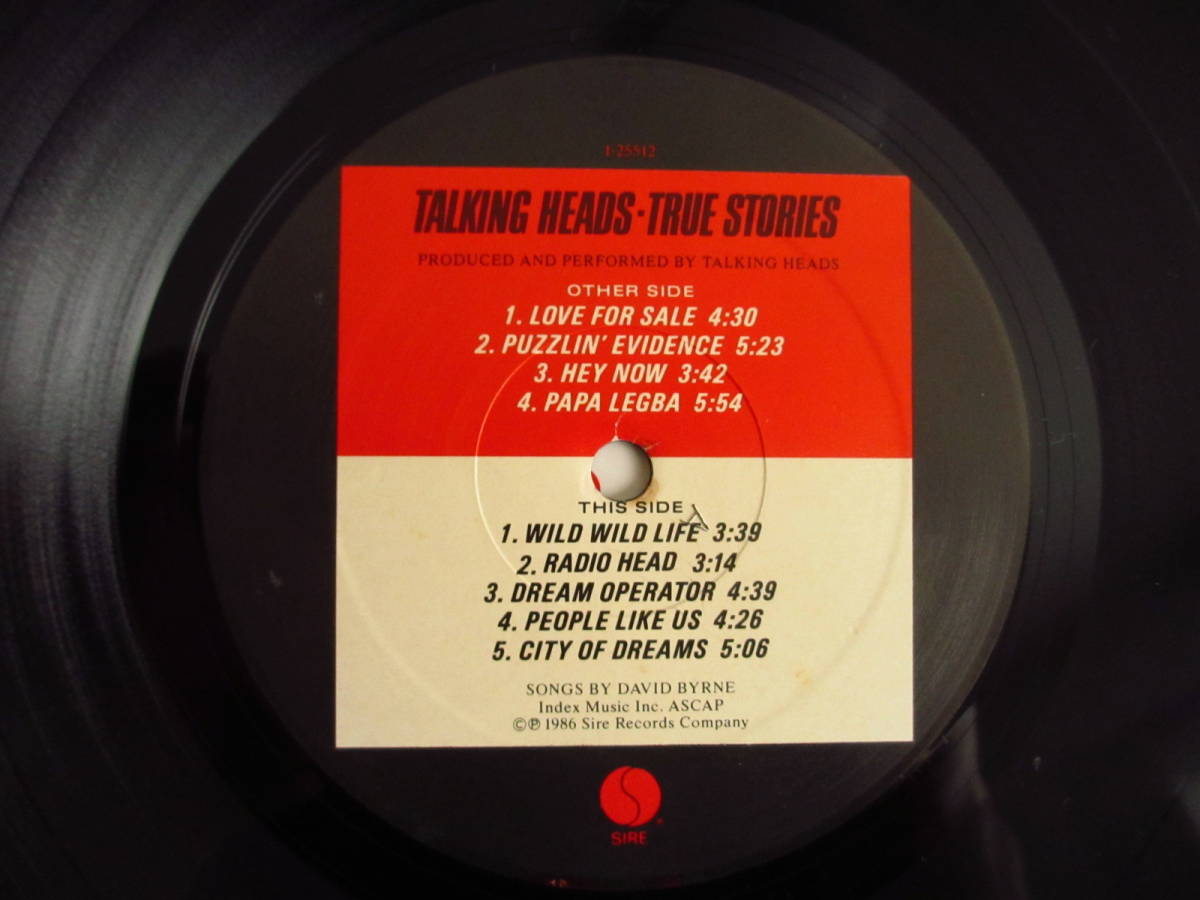 1-25512
TALKING HEADS·TRUE STORIES
PRODUCED AND PERFORMED BY TALKING HEADS
OTHER SIDE
1. LOVE FOR SALE 4:30
2. PUZZLIN' EVIDENCE 5:23
3. HEY NOW 3:42
4. PAPA LEGBA 5:54
THIS SIDE
1. WILD WILD LIFE 3:39
2. RADIO HEAD 3:14
3. DREAM OPERATOR 4:39
4. PEOPLE LIKE US 4:26
5. CITY OF DREAMS 5:06
SONGS BY DAVID BYRNE
Index Music Inc. ASCAP
©℗ 1986 Sire Records Company
SIRE